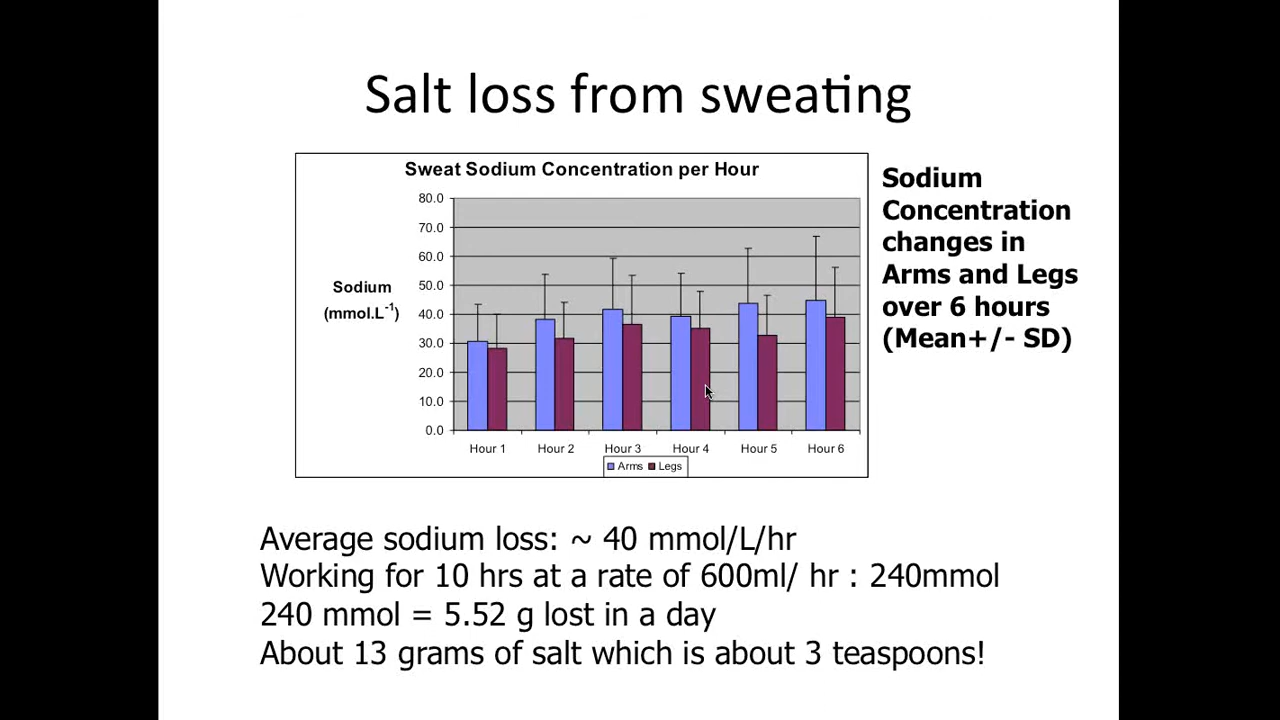 Salt loss from sweating
Sweat Sodium Concentration per Hour
80.0
70.0
60.0
50.0
40.0
30.0
20.0
10.0
0.0
Sodium
(mmol.L⁻¹)
Hour 1 Hour 2 Hour 3 Hour 4 Hour 5 Hour 6
Arms Legs
Sodium
Concentration
changes in
Arms and Legs
over 6 hours
(Mean+/- SD)
Average sodium loss: ~ 40 mmol/L/hr
Working for 10 hrs at a rate of 600ml/ hr : 240mmol
240 mmol = 5.52 g lost in a day
About 13 grams of salt which is about 3 teaspoons!